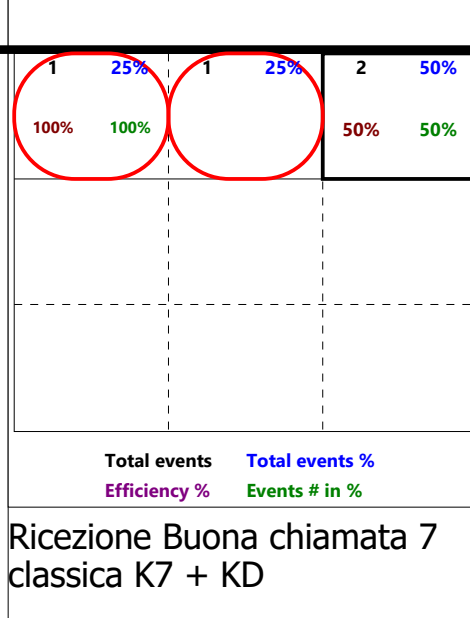 1 25% 1 25% 2 50%
100% 100% 50% 50%
Total events Total events %
Efficiency % Events # in %
Ricezione Buona chiamata 7
classica K7 + KD